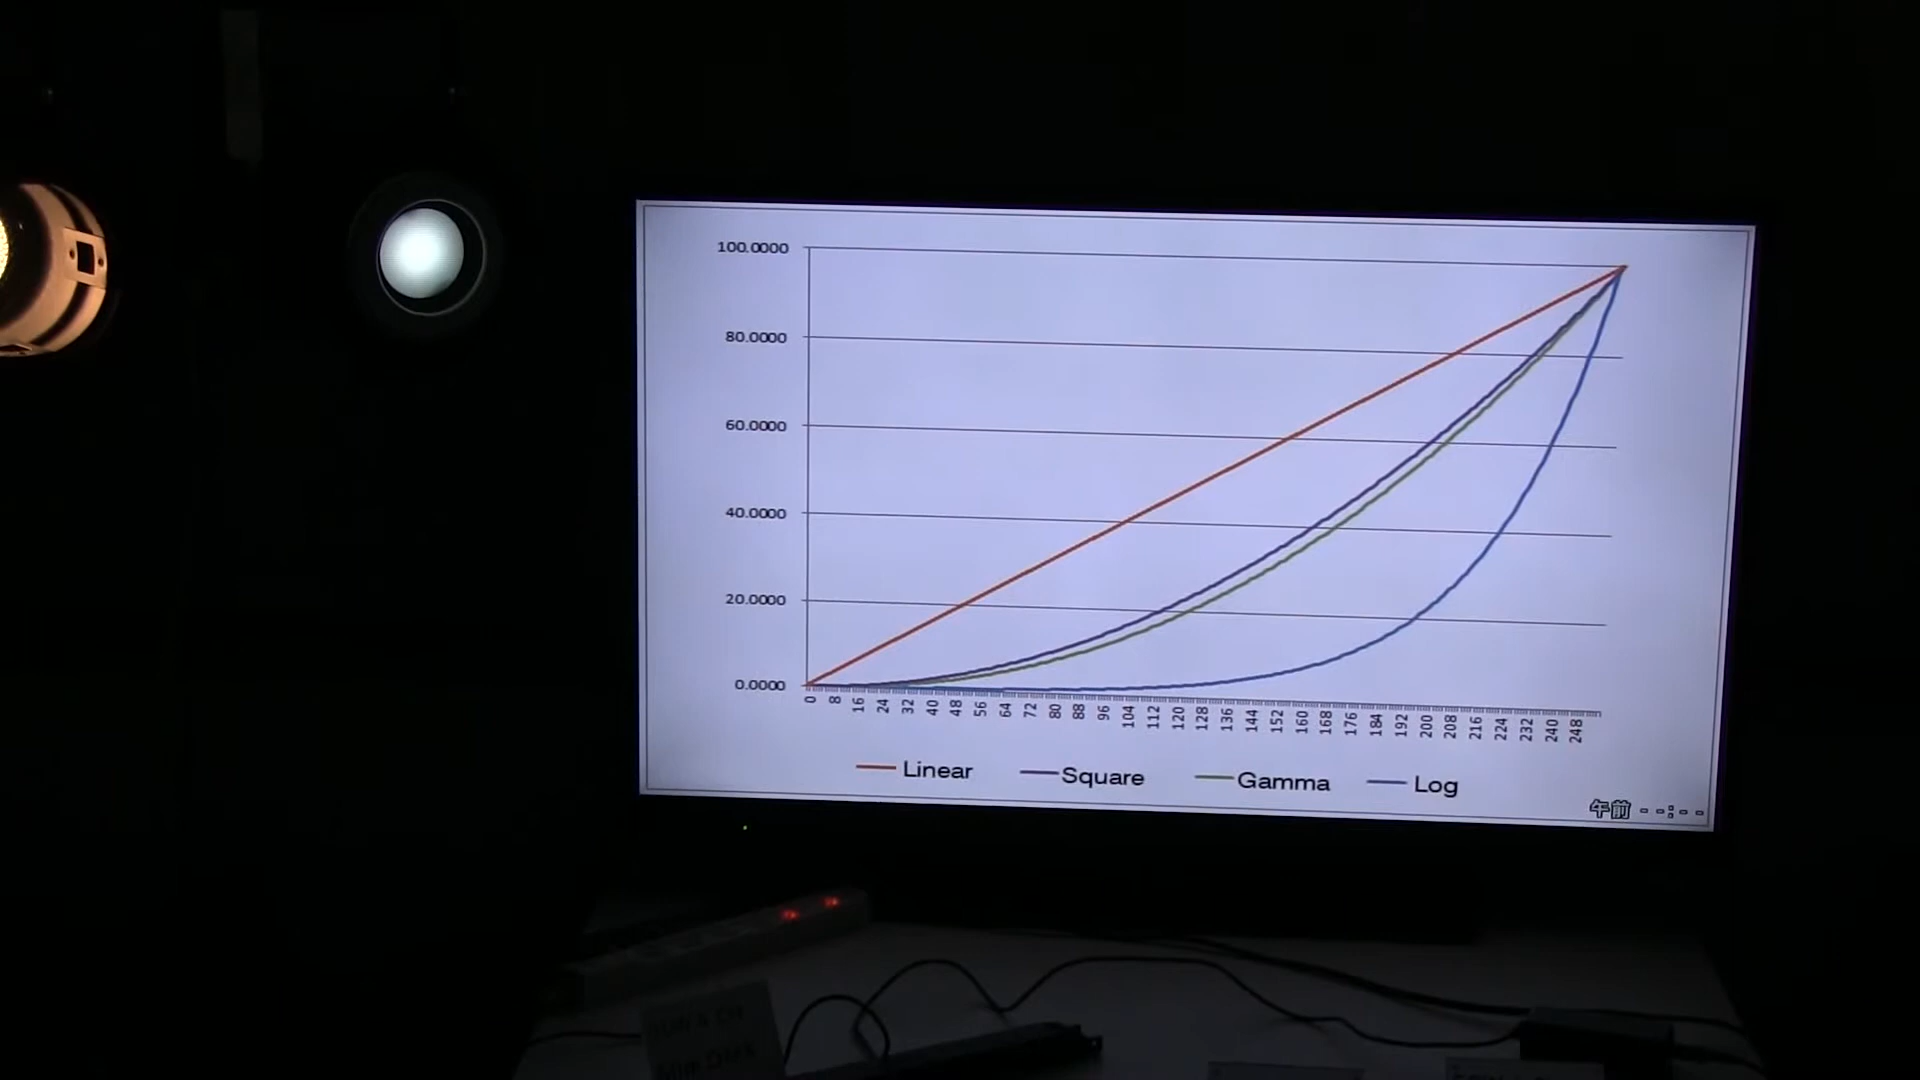 100.0000
80.0000
60.0000
40.0000
20.0000
0.0000
0 8 16 24 32 40 48 56 64 72 80 88 96 104 112 120 128 136 144 152 160 168 176 184 192 200 208 216 224 232 240 248
Linear Square Gamma Log
午前 - -:- -